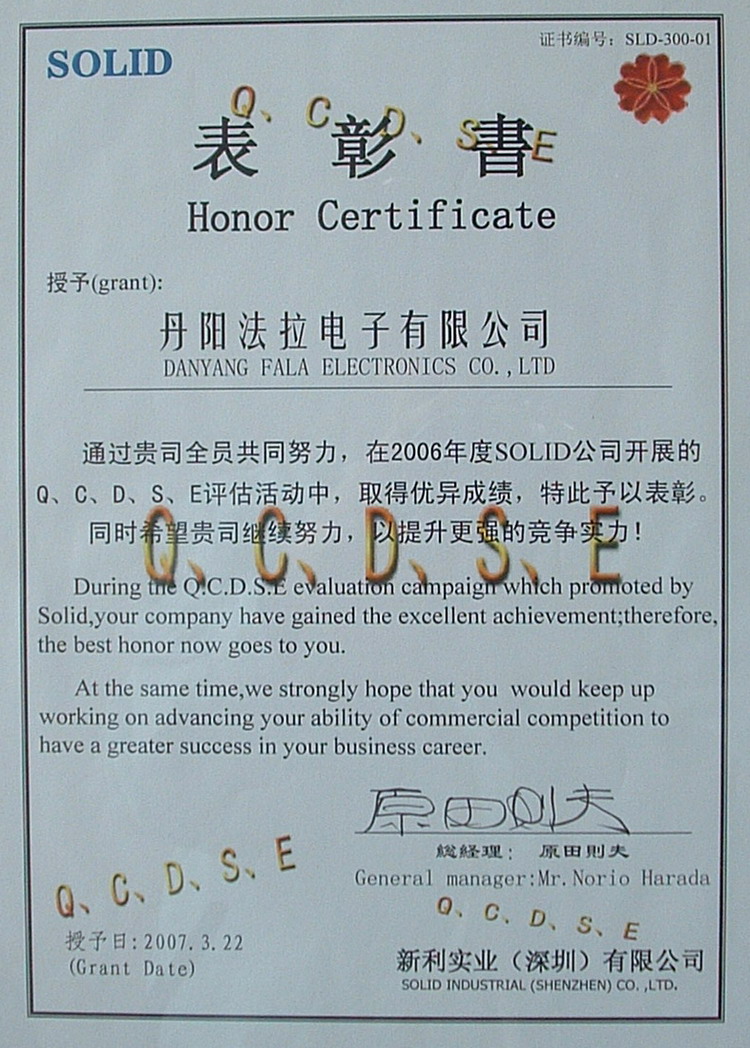 证书编号：SLD-300-01
SOLID
Q、C、D、S、E
表彰書
Honor Certificate
授予(grant):
丹阳法拉电子有限公司
DANYANG FALA ELECTRONICS CO.,LTD
通过贵司全员共同努力，在2006年度SOLID公司开展的
Q、C、D、S、E评估活动中，取得优异成绩，特此予以表彰。
同时希望贵司继续努力，以提升更强的竞争实力！
Q、C、D、S、E
During the Q.C.D.S.E evaluation campaign which promoted by
Solid,your company have gained the excellent achievement;therefore,
the best honor now goes to you.
At the same time,we strongly hope that you would keep up
working on advancing your ability of commercial competition to
have a greater success in your business career.
原田則夫
総経理：原田則夫
General manager:Mr.Norio Harada
Q、C、D、S、E
Q、C、D、S、E
授予日:2007.3.22
(Grant Date)
新利实业（深圳）有限公司
SOLID INDUSTRIAL (SHENZHEN) CO. ,LTD.